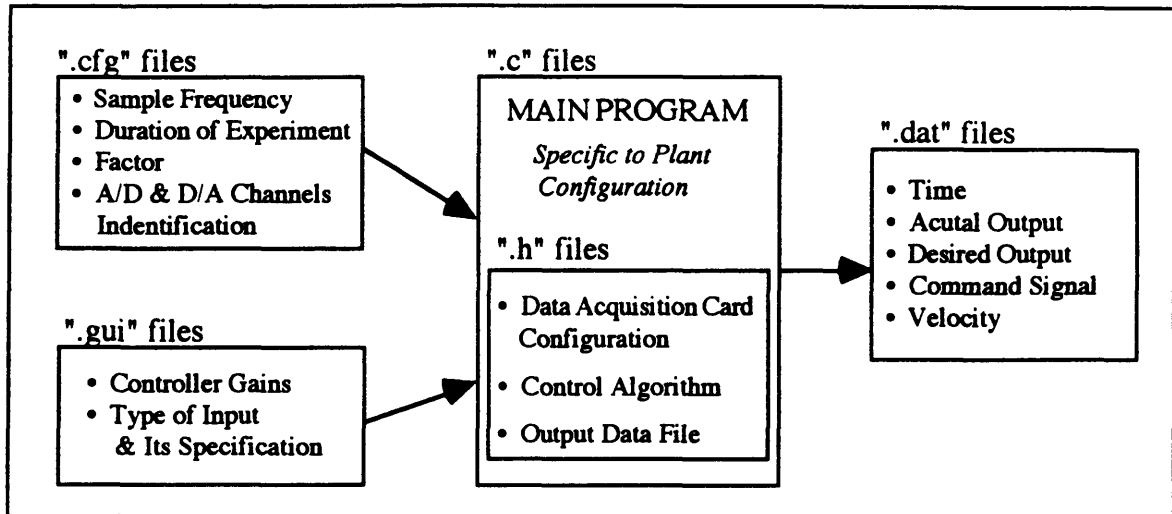 ".cfg" files
• Sample Frequency
• Duration of Experiment
• Factor
• A/D & D/A Channels
Indentification
".gui" files
• Controller Gains
• Type of Input
& Its Specification
".c" files
MAIN PROGRAM
Specific to Plant
Configuration
".h" files
• Data Acquisition Card
Configuration
• Control Algorithm
• Output Data File
".dat" files
• Time
• Acutal Output
• Desired Output
• Command Signal
• Velocity